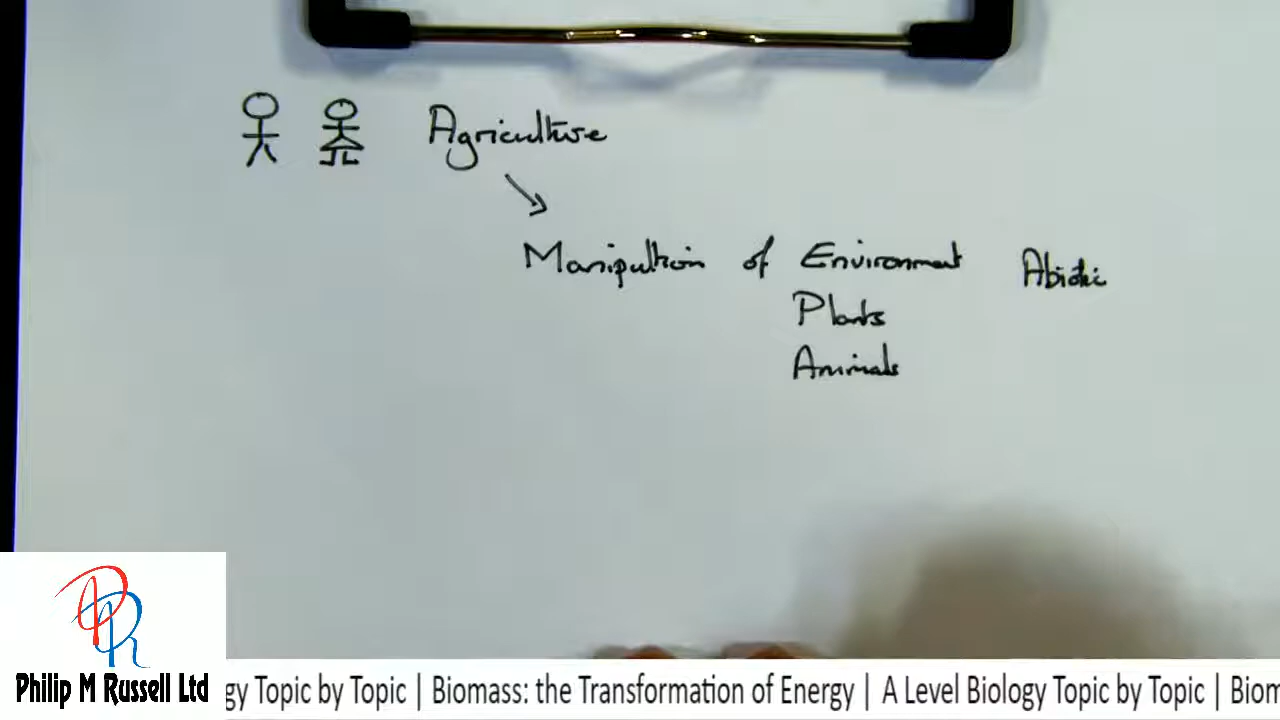 Agriculture
Manipultion of Environment Abiotic
Plants
Animals
Philip M Russell Ltd
gy Topic by Topic | Biomass: the Transformation of Energy | A Level Biology Topic by Topic | Biom